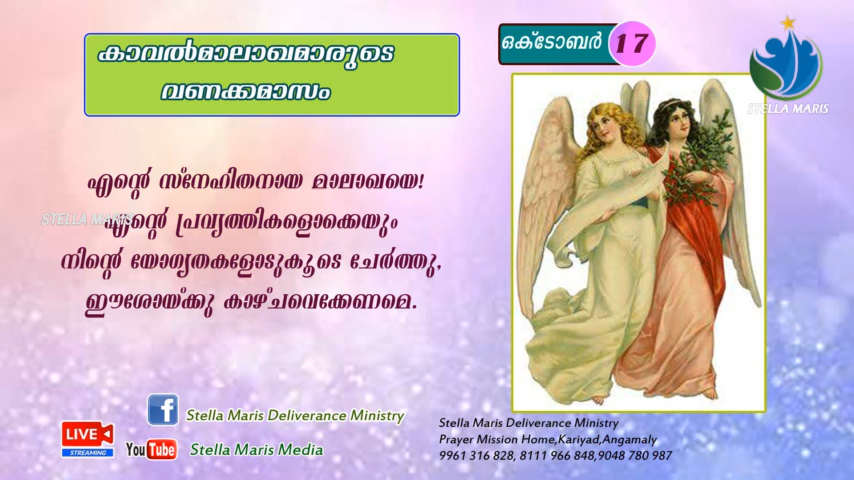 കാവൽമാലാഖമാരുടെ
വണക്കമാസം
ഒക്ടോബർ 17
STELLA MARIS
എന്റെ സ്നേഹിതനായ മാലാഖയെ!
STELLA MARIS
എന്റെ പ്രവൃത്തികളൊക്കെയും
നിന്റെ യോഗ്യതകളോടുകൂടെ ചേർത്തു,
ഈശോയ്ക്കു കാഴ്ചവെക്കേണമെ.
Stella Maris Deliverance Ministry
LIVE
STREAMING
YouTube Stella Maris Media
Stella Maris Deliverance Ministry
Prayer Mission Home,Kariyad,Angamaly
9961 316 828, 8111 966 848,9048 780 987